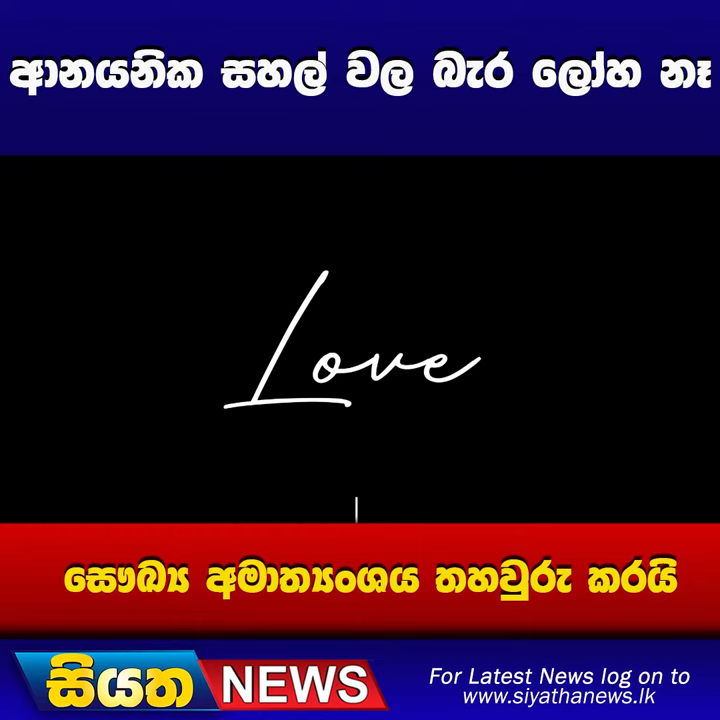 ආනයනික සහල් වල බැර ලෝහ නෑ
Love
සෞඛ්‍ය අමාත්‍යංශය තහවුරු කරයි
සියත NEWS
For Latest News log on to
www.siyathanews.lk